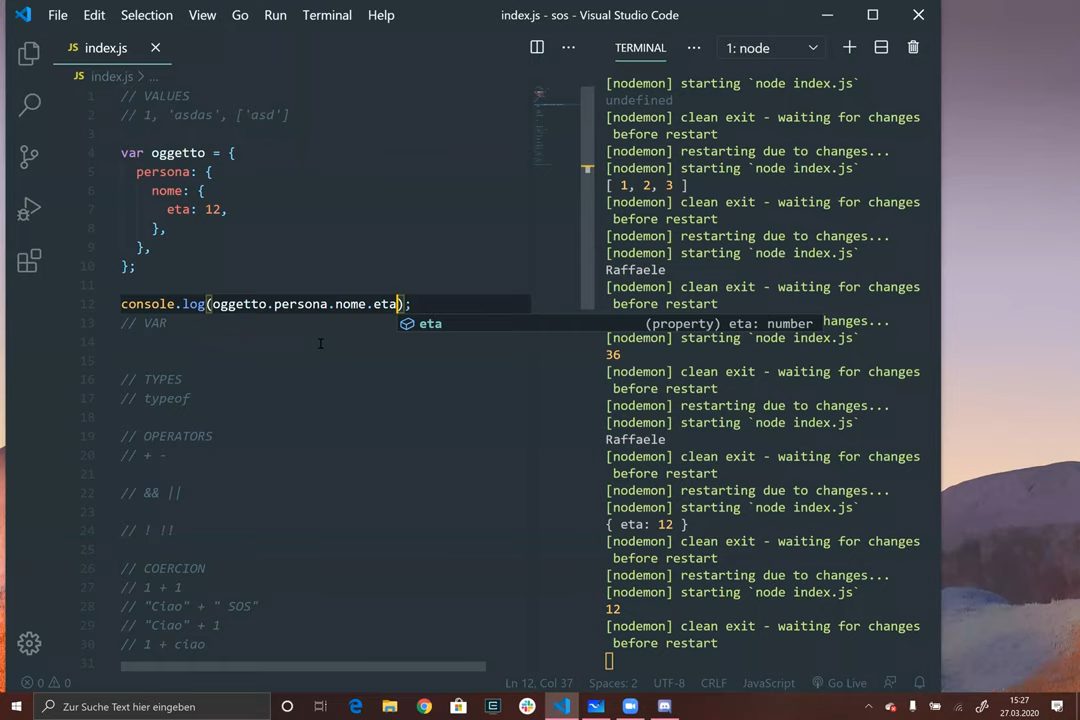 File Edit Selection View Go Run Terminal Help
index.js - sos - Visual Studio Code
JS index.js
TERMINAL
1: node
JS index.js > ...
1 // VALUES
2 // 1, 'asdas', ['asd']
3
4 var oggetto = {
5 persona: {
6 nome: {
7 eta: 12,
8 },
9 },
10 };
11
12 console.log(oggetto.persona.nome.eta);
eta (property) eta: number
13 // VAR
14
15
16 // TYPES
17 // typeof
18
19 // OPERATORS
20 // + -
21
22 // && ||
23
24 // ! !!
25
26 // COERCION
27 // 1 + 1
28 // "Ciao" + " SOS"
29 // "Ciao" + 1
30 // 1 + ciao
31
[nodemon] starting `node index.js`
undefined
[nodemon] clean exit - waiting for changes
before restart
[nodemon] restarting due to changes...
[nodemon] starting `node index.js`
[ 1, 2, 3 ]
[nodemon] clean exit - waiting for changes
before restart
[nodemon] restarting due to changes...
[nodemon] starting `node index.js`
Raffaele
[nodemon] clean exit - waiting for changes
before restart
hanges...
[nodemon] starting `node index.js`
36
[nodemon] clean exit - waiting for changes
before restart
[nodemon] restarting due to changes...
[nodemon] starting `node index.js`
Raffaele
[nodemon] clean exit - waiting for changes
before restart
[nodemon] restarting due to changes...
[nodemon] starting `node index.js`
{ eta: 12 }
[nodemon] clean exit - waiting for changes
before restart
[nodemon] restarting due to changes...
[nodemon] starting `node index.js`
12
[nodemon] clean exit - waiting for changes
before restart
0 0
Ln 12, Col 37 Spaces: 2 UTF-8 CRLF JavaScript Go Live
Zur Suche Text hier eingeben
15:27
27.03.2020